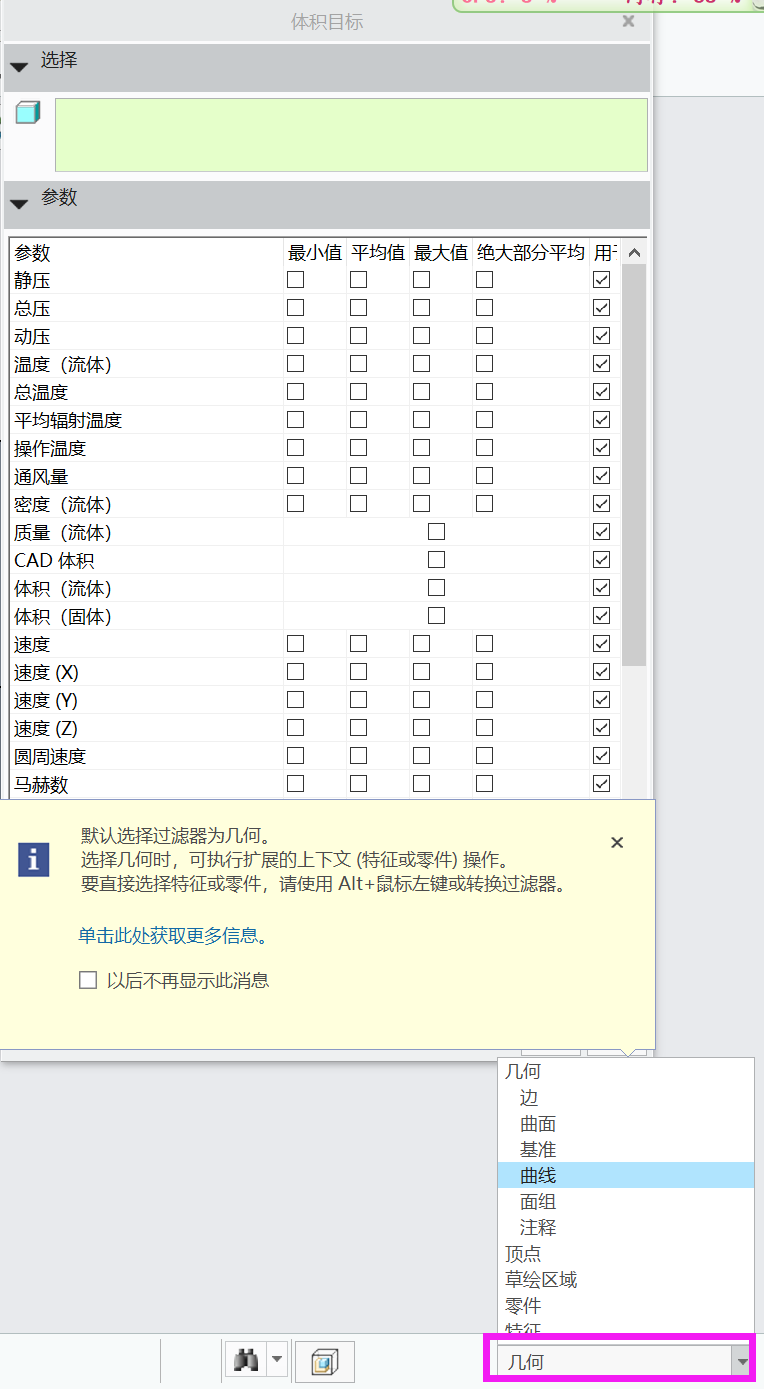 体积目标
选择
参数
参数 最小值 平均值 最大值 绝大部分平均 用于
静压
总压
动压
温度（流体）
总温度
平均辐射温度
操作温度
通风量
密度（流体）
质量（流体）
CAD 体积
体积（流体）
体积（固体）
速度
速度 (X)
速度 (Y)
速度 (Z)
圆周速度
马赫数
默认选择过滤器为几何。
选择几何时，可执行扩展的上下文 (特征或零件) 操作。
要直接选择特征或零件，请使用 Alt+鼠标左键或转换过滤器。
单击此处获取更多信息。
以后不再显示此消息
几何
边
曲面
基准
曲线
面组
注释
顶点
草绘区域
零件
特征
几何